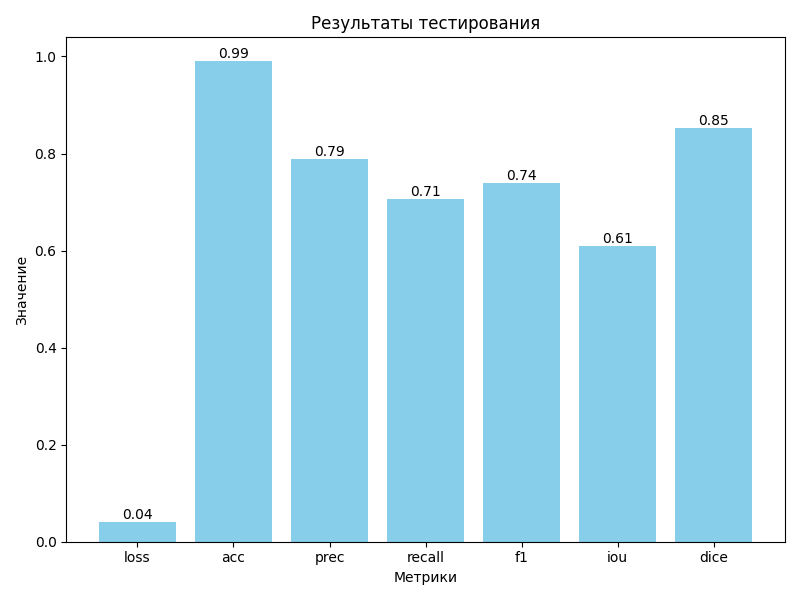 Результаты тестирования
Значение
1.0
0.8
0.6
0.4
0.2
0.0
0.04
0.99
0.79
0.71
0.74
0.61
0.85
loss
acc
prec
recall
f1
iou
dice
Метрики